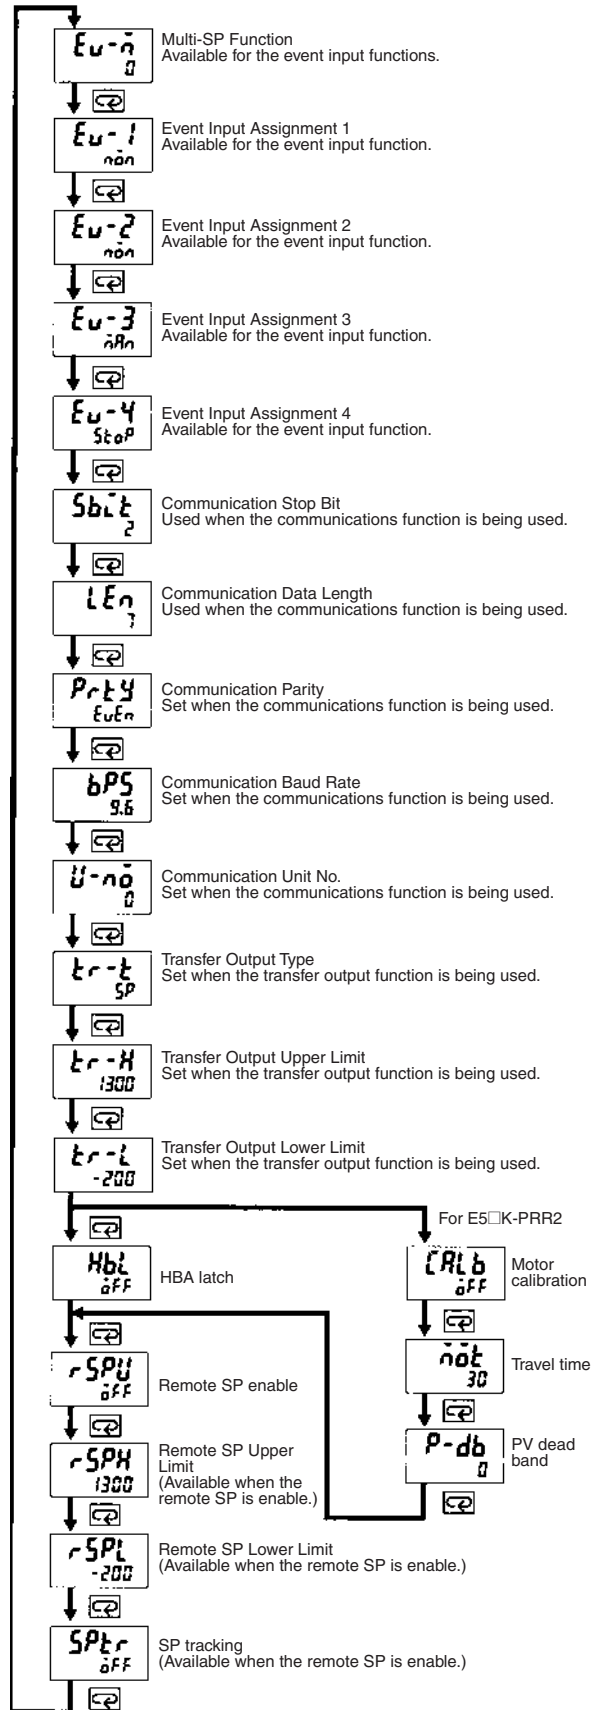 Eu-m
0
Multi-SP Function
Available for the event input functions.
Eu-1
non
Event Input Assignment 1
Available for the event input function.
Eu-2
non
Event Input Assignment 2
Available for the event input function.
Eu-3
mAn
Event Input Assignment 3
Available for the event input function.
Eu-4
StoP
Event Input Assignment 4
Available for the event input function.
Sbit
2
Communication Stop Bit
Used when the communications function is being used.
LEn
7
Communication Data Length
Used when the communications function is being used.
PrtY
EuEn
Communication Parity
Set when the communications function is being used.
bPS
9.6
Communication Baud Rate
Set when the communications function is being used.
U-no
0
Communication Unit No.
Set when the communications function is being used.
tr-t
SP
Transfer Output Type
Set when the transfer output function is being used.
tr-H
1300
Transfer Output Upper Limit
Set when the transfer output function is being used.
tr-L
-200
Transfer Output Lower Limit
Set when the transfer output function is being used.
For E5□K-PRR2
HbL
oFF
HBA latch
CALb
oFF
Motor
calibration
mot
30
Travel time
P-db
0
PV dead
band
rSPU
oFF
Remote SP enable
rSPH
1300
Remote SP Upper
Limit
(Available when the
remote SP is enable.)
rSPL
-200
Remote SP Lower Limit
(Available when the remote SP is enable.)
SPtr
oFF
SP tracking
(Available when the remote SP is enable.)